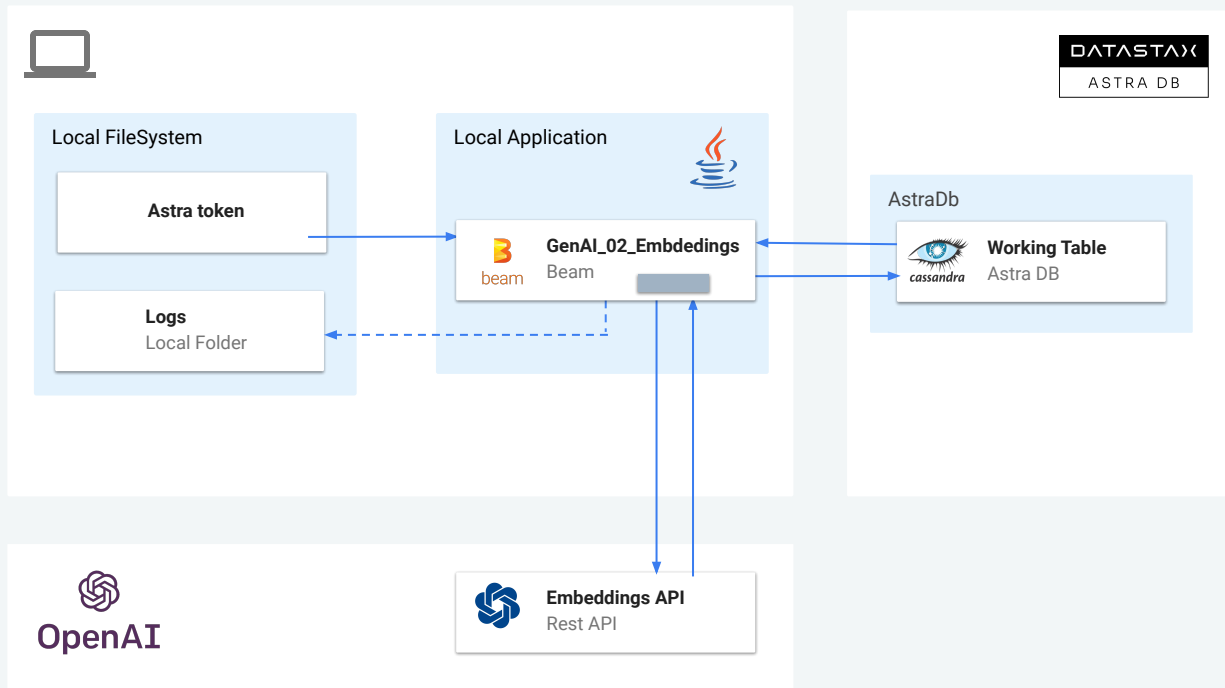 DATASTAX
ASTRA DB
Local FileSystem
Astra token
Logs
Local Folder
Local Application
beam
GenAI_02_Embdedings
Beam
AstraDb
cassandra
Working Table
Astra DB
OpenAI
Embeddings API
Rest API